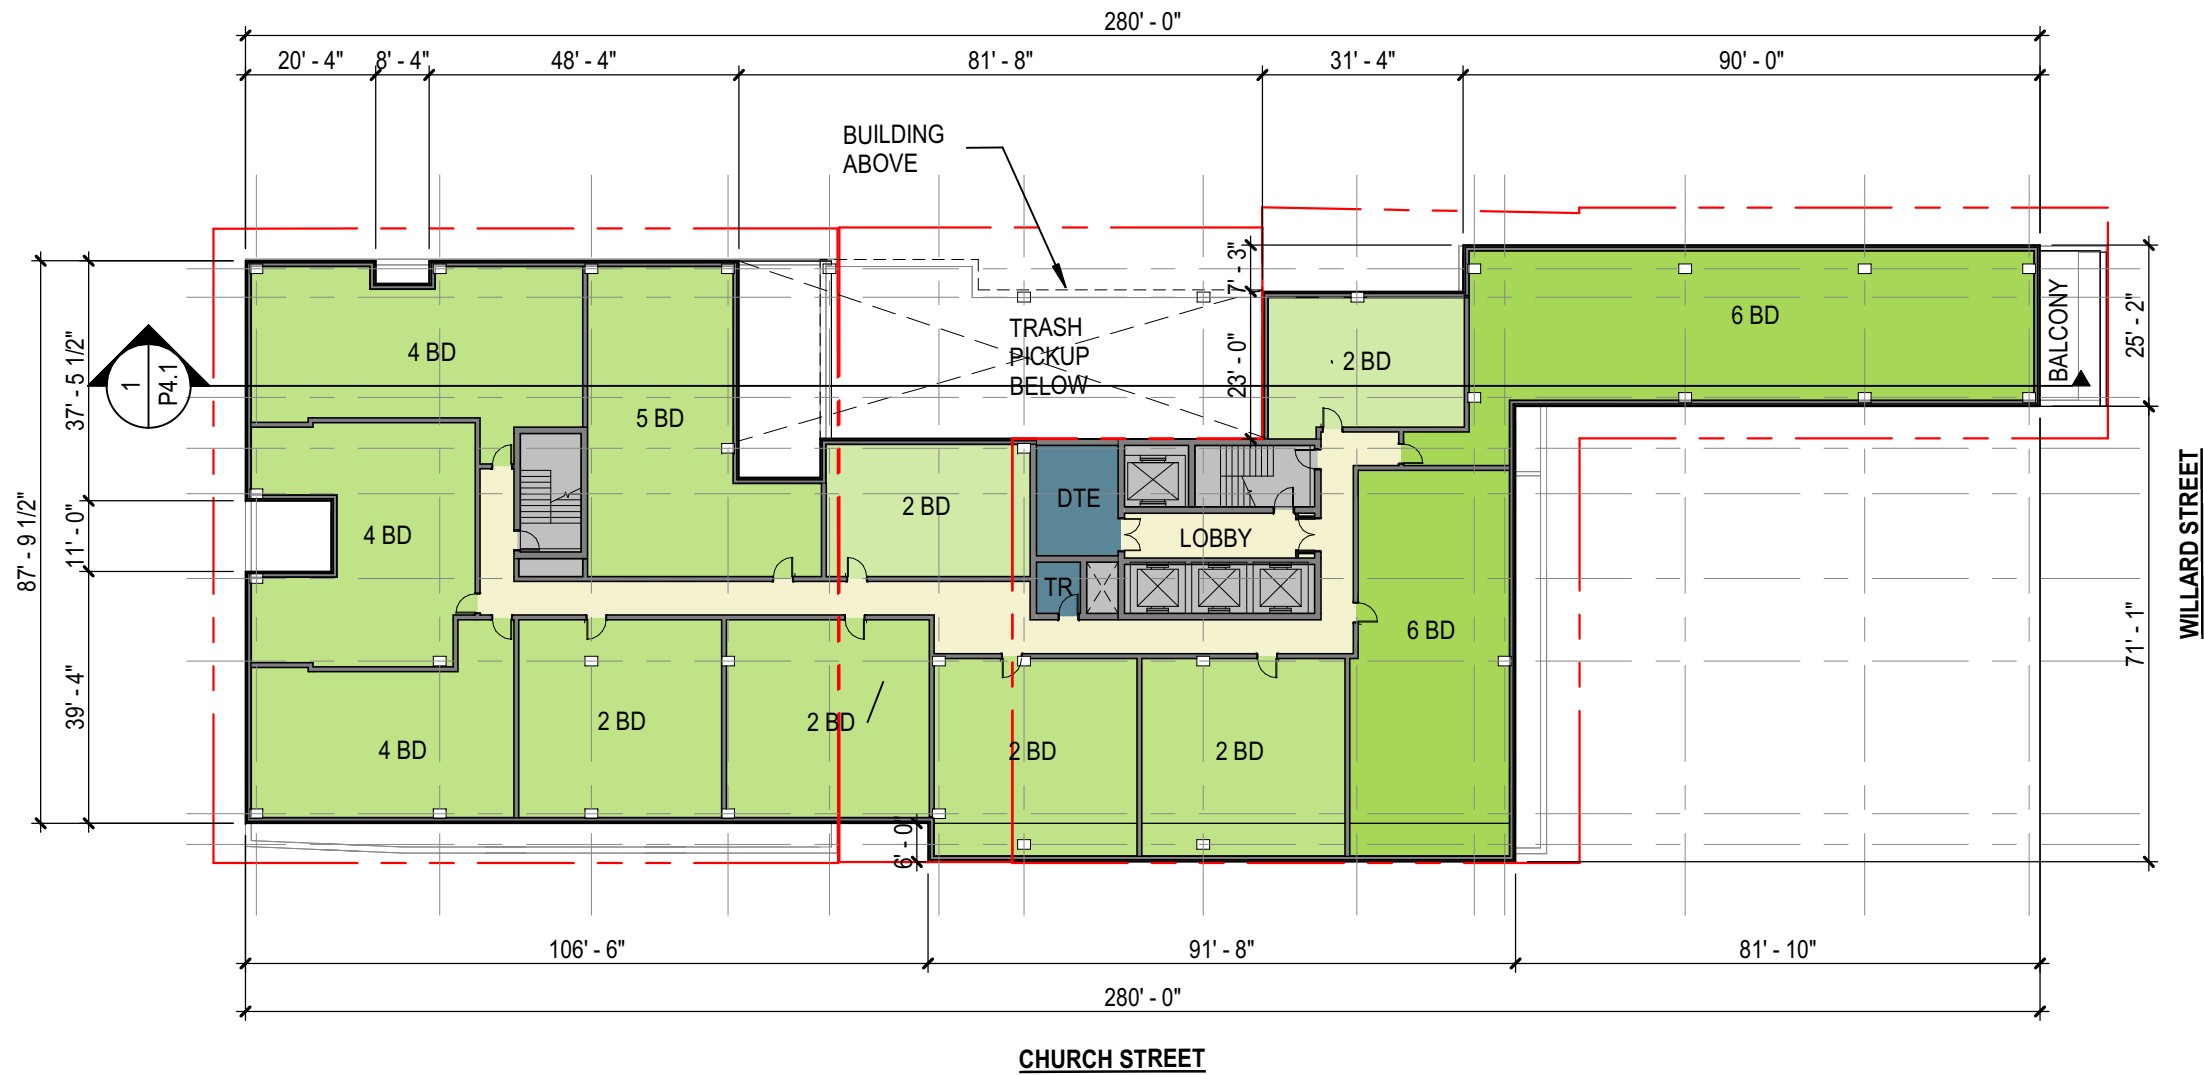 280' - 0"
20' - 4"
8' - 4"
48' - 4"
81' - 8"
31' - 4"
90' - 0"
BUILDING
ABOVE
7' - 3"
6 BD
BALCONY
25' - 2"
TRASH
PICKUP
BELOW
23' - 0"
2 BD
4 BD
5 BD
1
P4.1
37' - 5 1/2"
87' - 9 1/2"
11' - 0"
4 BD
2 BD
DTE
LOBBY
TR
6 BD
71' - 1"
WILLARD STREET
39' - 4"
4 BD
2 BD
2 BD
2 BD
2 BD
6' - 0"
106' - 6"
91' - 8"
81' - 10"
280' - 0"
CHURCH STREET